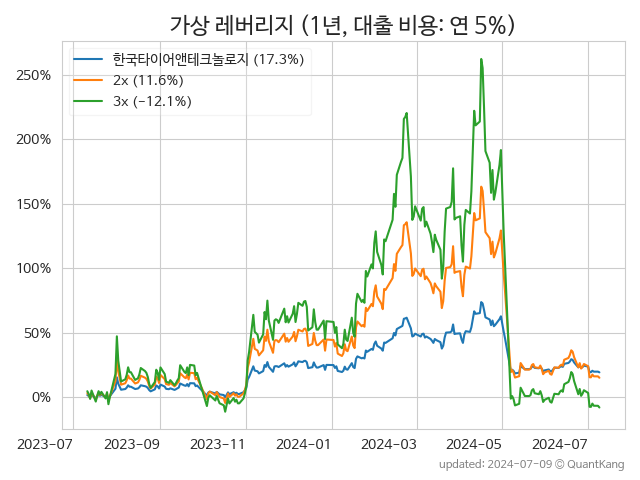 가상 레버리지 (1년, 대출 비용: 연 5%)
한국타이어앤테크놀로지 (17.3%)
2x (11.6%)
3x (-12.1%)
250%
200%
150%
100%
50%
0%
2023-07 2023-09 2023-11 2024-01 2024-03 2024-05 2024-07
updated: 2024-07-09 © QuantKang